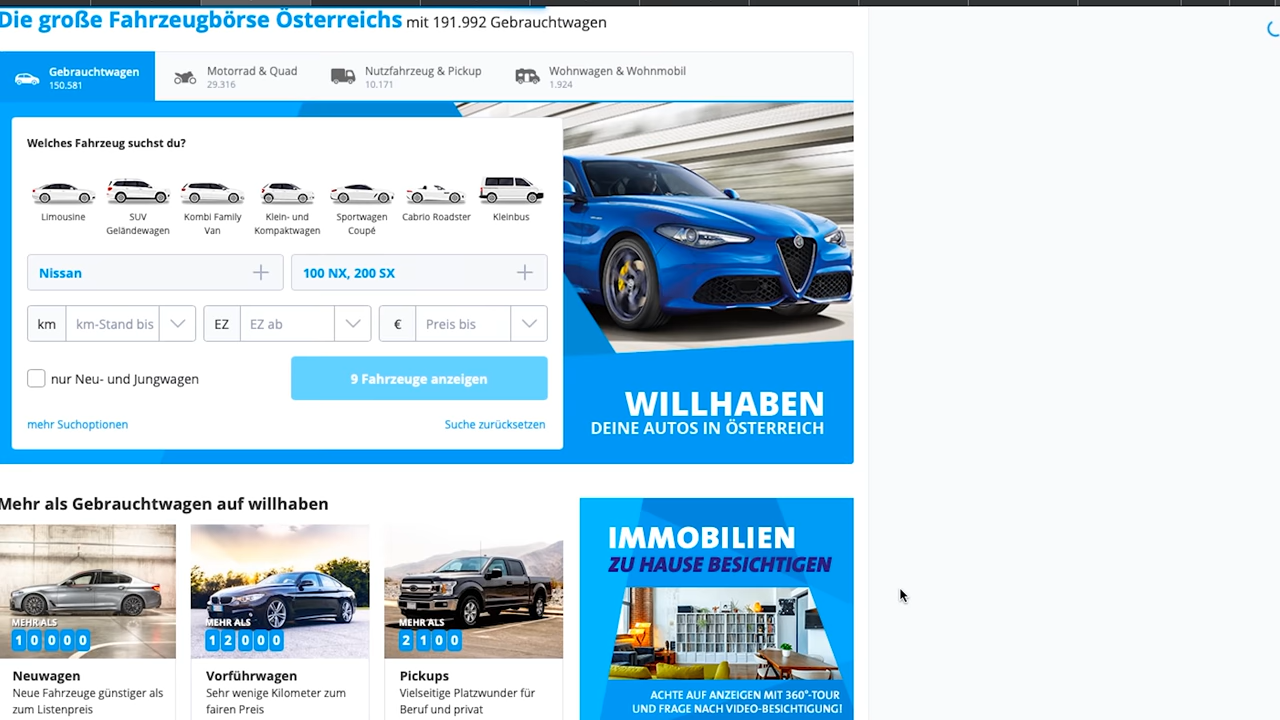 Die große Fahrzeugbörse Österreichs mit 191.992 Gebrauchtwagen
Gebrauchtwagen
150.581
Motorrad & Quad
29.316
Nutzfahrzeug & Pickup
10.171
Wohnwagen & Wohnmobil
1.924
Welches Fahrzeug suchst du?
Limousine
SUV
Geländewagen
Kombi Family
Van
Klein- und
Kompaktwagen
Sportwagen
Coupé
Cabrio Roadster
Kleinbus
Nissan
100 NX, 200 SX
km
km-Stand bis
EZ
EZ ab
€
Preis bis
nur Neu- und Jungwagen
9 Fahrzeuge anzeigen
mehr Suchoptionen
Suche zurücksetzen
WILLHABEN
DEINE AUTOS IN ÖSTERREICH
Mehr als Gebrauchtwagen auf willhaben
MEHR ALS
10000
Neuwagen
Neue Fahrzeuge günstiger als
zum Listenpreis
MEHR ALS
12000
Vorführwagen
Sehr wenige Kilometer zum
fairen Preis
MEHR ALS
2100
Pickups
Vielseitige Platzwunder für
Beruf und privat
IMMOBILIEN
ZU HAUSE BESICHTIGEN
ACHTE AUF ANZEIGEN MIT 360°-TOUR
UND FRAGE NACH VIDEO-BESICHTIGUNG!